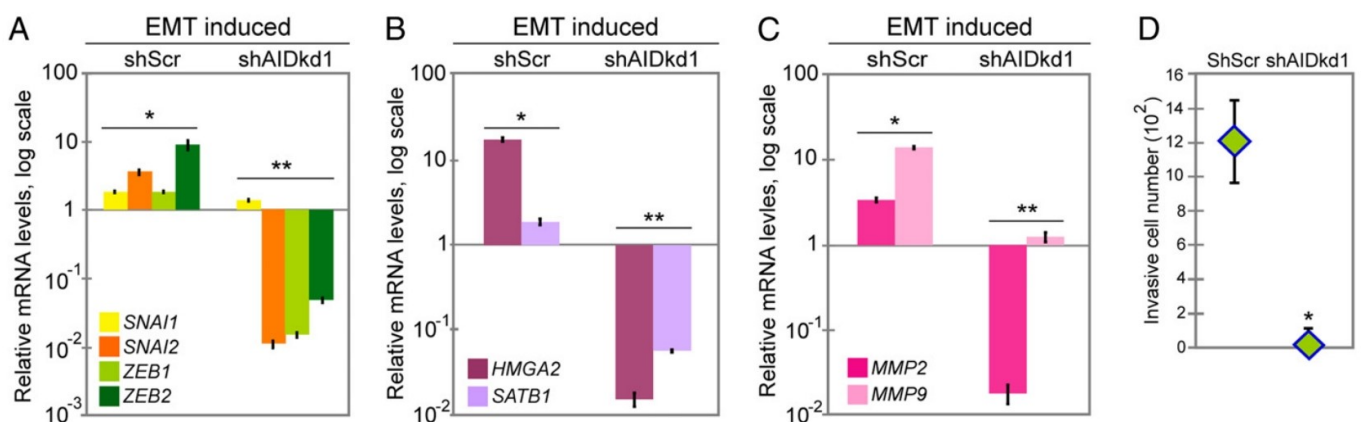 A
EMT induced
shScr
shAIDkd1
Relative mRNA levels, log scale
100
10
1
10-1
10-2
10-3
*
**
SNAI1
SNAI2
ZEB1
ZEB2
B
EMT induced
shScr
shAIDkd1
Relative mRNA levels, log scale
100
10
1
10-1
10-2
*
**
HMGA2
SATB1
C
EMT induced
shScr
shAIDkd1
Relative mRNA levles, log scale
100
10
1
10-1
10-2
*
**
MMP2
MMP9
D
ShScr shAIDkd1
Invasive cell number (10²)
16
14
12
10
8
6
4
2
0
*